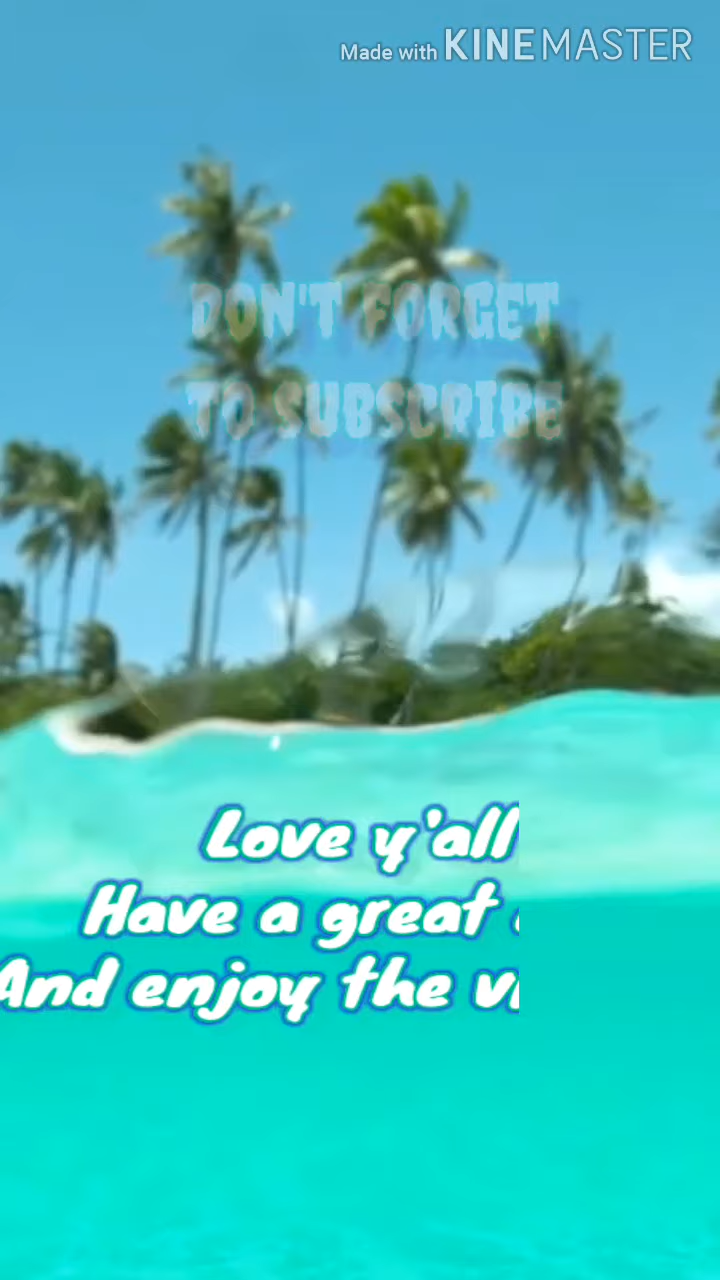 Made with KINEMASTER
DON'T FORGET
TO SUBSCRIBE
Love y'all
Have a great
And enjoy the